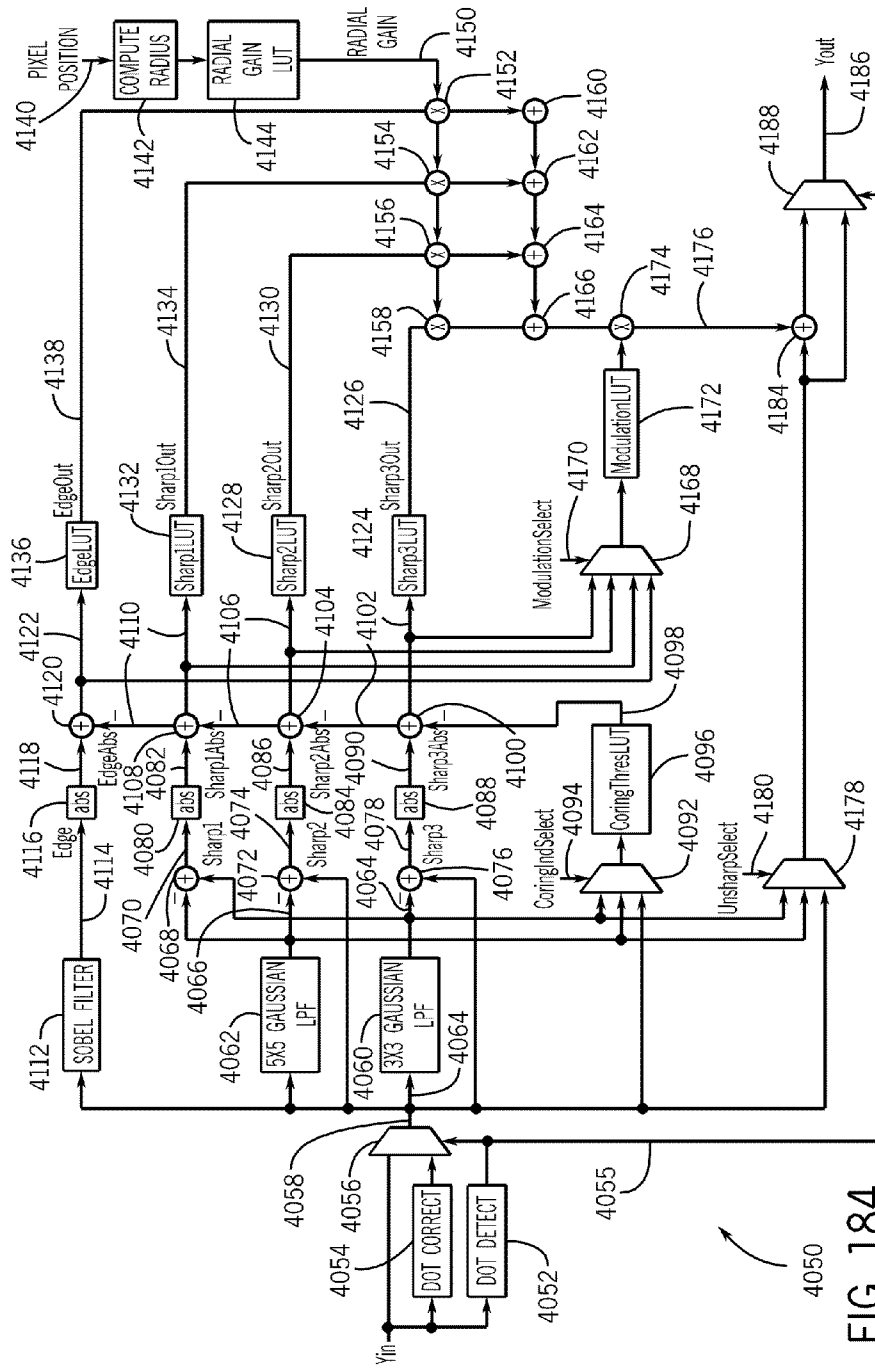 PIXEL
POSITION
4140
COMPUTE
RADIUS
4142
RADIAL
GAIN
LUT
4144
RADIAL
GAIN
4150
4152
4154
4156
4158
4160
4162
4164
4166
4138
4134
4130
4126
EdgeOut
EdgeLUT
4136
Sharp1Out
Sharp1LUT
4132
Sharp2Out
Sharp2LUT
4128
Sharp3Out
Sharp3LUT
4124
4122
4120
4118
EdgeAbs
abs
4116
Edge
4114
4110
4108
4082
Sharp1Abs
abs
4080
Sharp1
4070
4068
4106
4104
4086
Sharp2Abs
abs
4084
4074
Sharp2
4072
4066
4102
4100
4090
Sharp3Abs
abs
4088
4078
Sharp3
4076
4064
SOBEL FILTER
4112
5X5 GAUSSIAN
LPF
4062
3X3 GAUSSIAN
LPF
4060
4064
4058
4056
DOT CORRECT
4054
DOT DETECT
4052
4055
Yin
CoringIndSelect
4094
4092
CoringThresLUT
4096
4098
ModulationSelect
4170
4168
ModulationLUT
4172
4174
4176
UnsharpSelect
4180
4178
4184
4188
4186
Yout
4050
FIG. 184
+
+
+
+
+
+
+
+
+
+
+
+
X
X
X
X
X
−
−
−
−
−
−
−